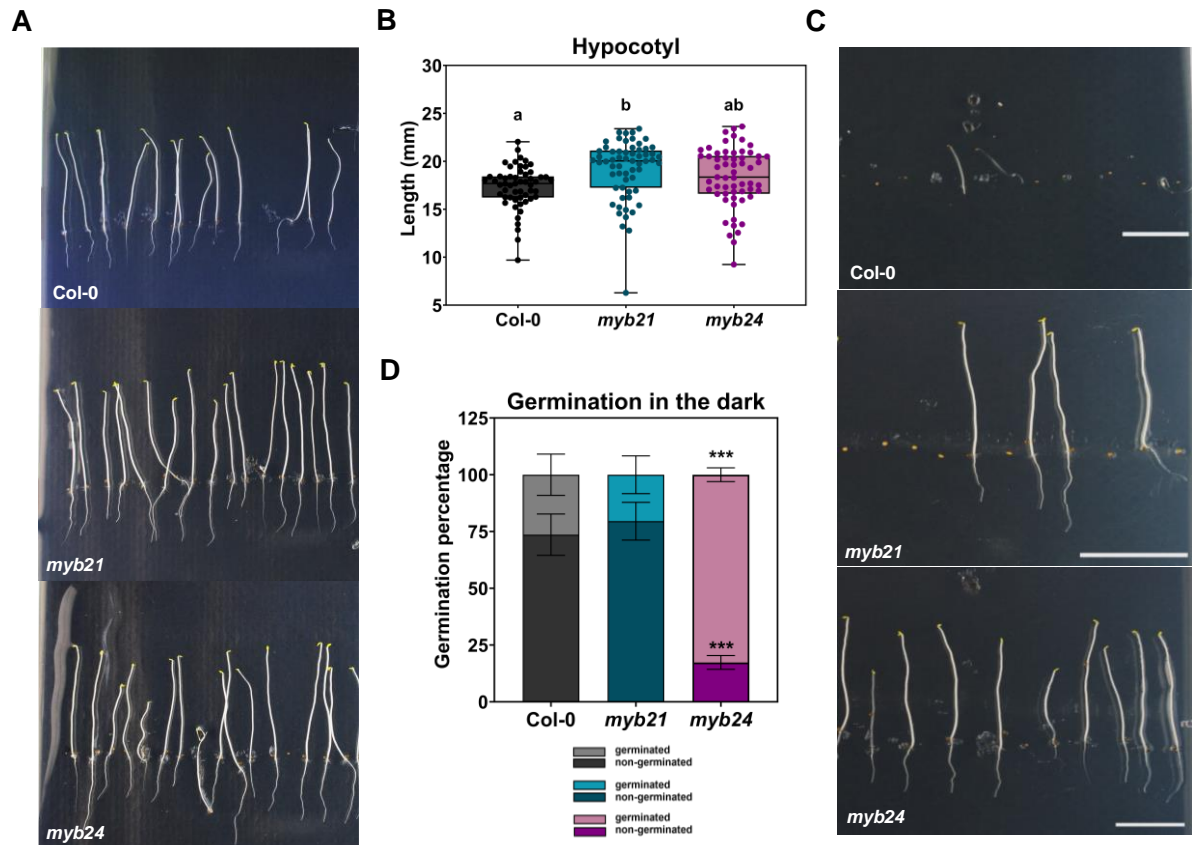 A
Col-0
myb21
myb24
B
Hypocotyl
Length (mm)
30
25
20
15
10
5
a
b
ab
Col-0
myb21
myb24
C
Col-0
myb21
myb24
D
Germination in the dark
Germination percentage
125
100
75
50
25
0
***
***
Col-0
myb21
myb24
germinated
non-germinated
germinated
non-germinated
germinated
non-germinated